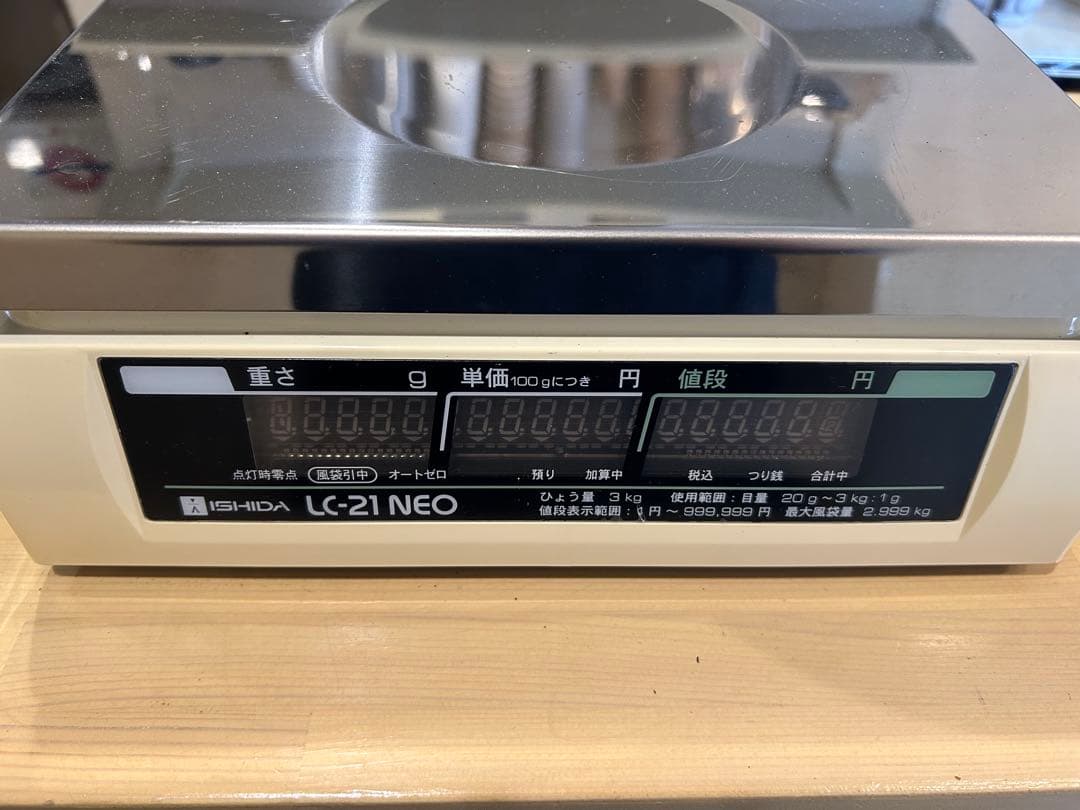 重さ g 単価100gにつき 円 値段 円
点灯時零点 風袋引中 オートゼロ 預り 加算中 税込 つり銭 合計中
ISHIDA LC-21 NEO
ひょう量 3kg 使用範囲:目量 20g~3kg:1g
値段表示範囲:1円~999,999円 最大風袋量 2.999kg